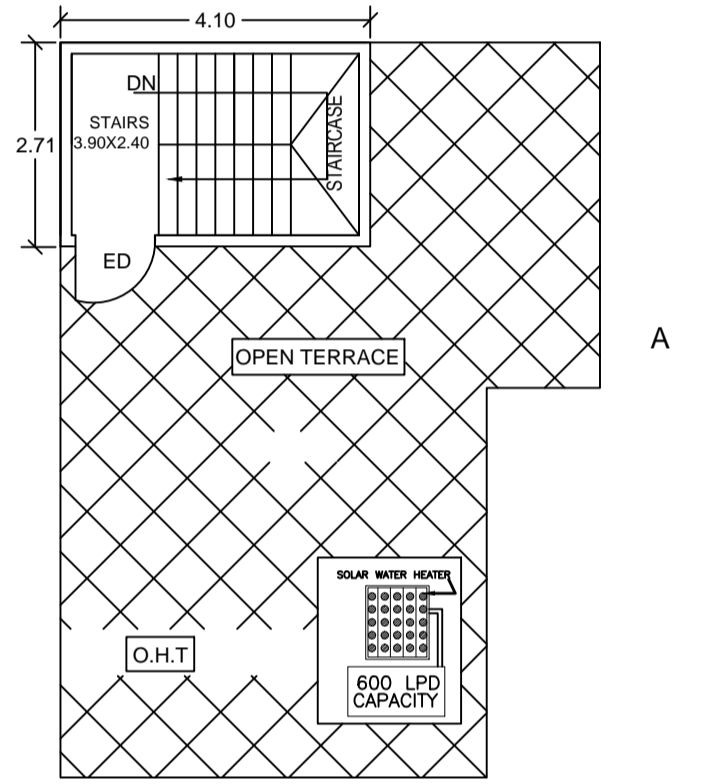 4.10
2.71
DN
STAIRS
3.90X2.40
STAIRCASE
ED
OPEN TERRACE
A
SOLAR WATER HEATER
O.H.T
600 LPD
CAPACITY